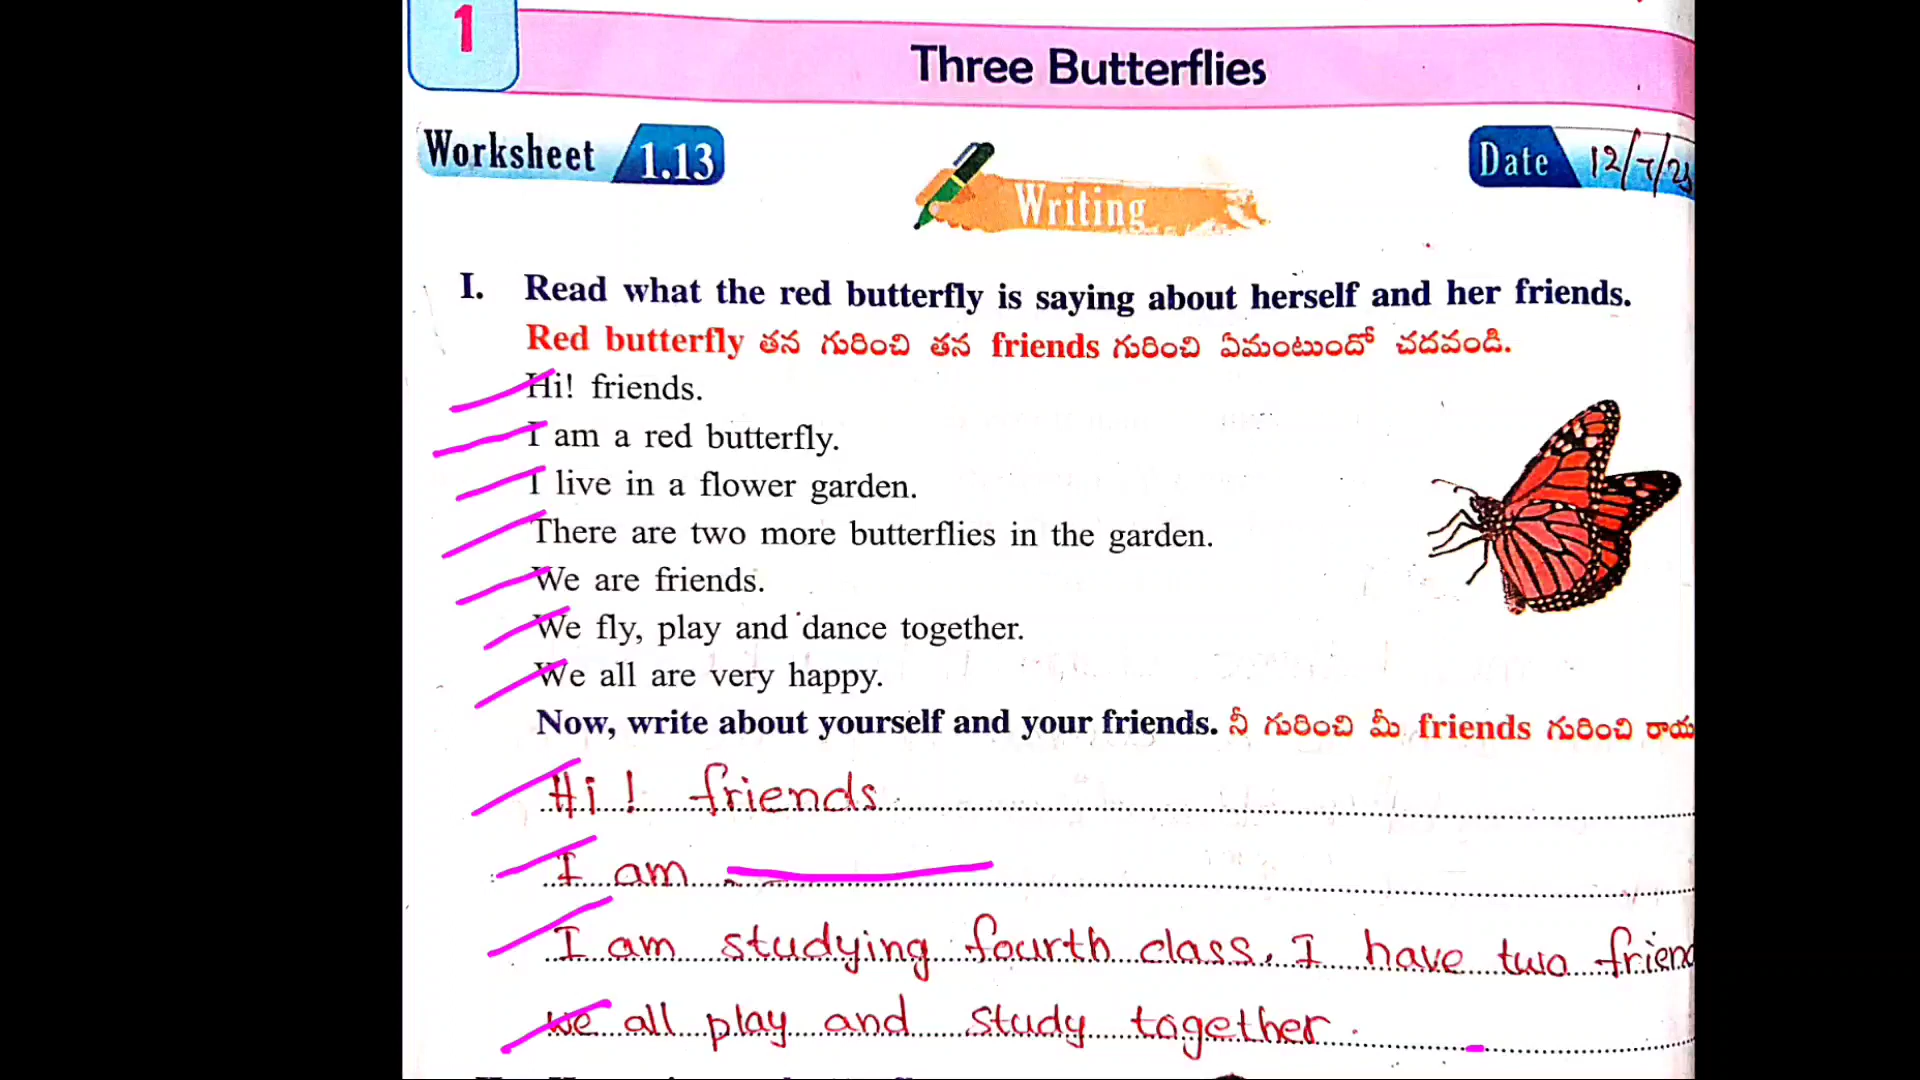 1
Three Butterflies
Worksheet 1.13
Date 12/7/23
Writing
I. Read what the red butterfly is saying about herself and her friends.
Red butterfly తన గురించి తన friends గురించి ఏమంటుందో చదవండి.
Hi! friends.
I am a red butterfly.
I live in a flower garden.
There are two more butterflies in the garden.
We are friends.
We fly, play and dance together.
We all are very happy.
Now, write about yourself and your friends. నీ గురించి మీ friends గురించి రాయ
Hi! friends
I am
I am studying fourth class. I have two friend
we all play and study together.